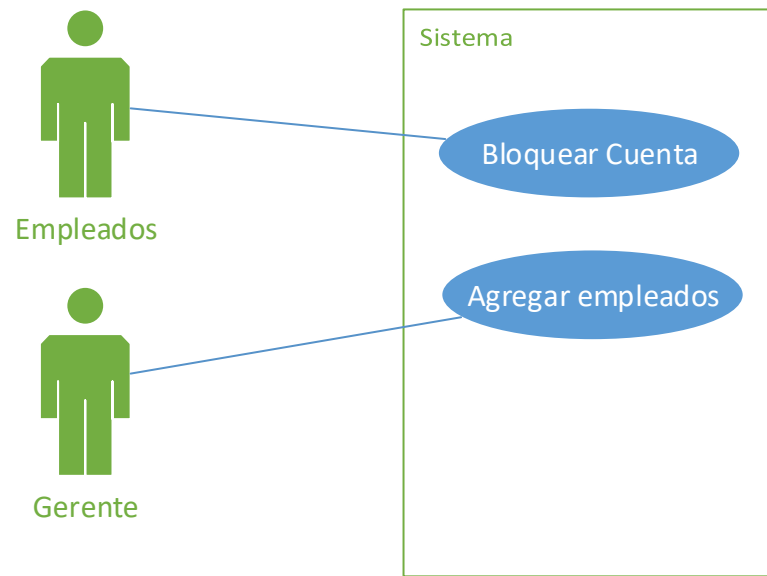 Sistema
Bloquear Cuenta
Empleados
Agregar empleados
Gerente